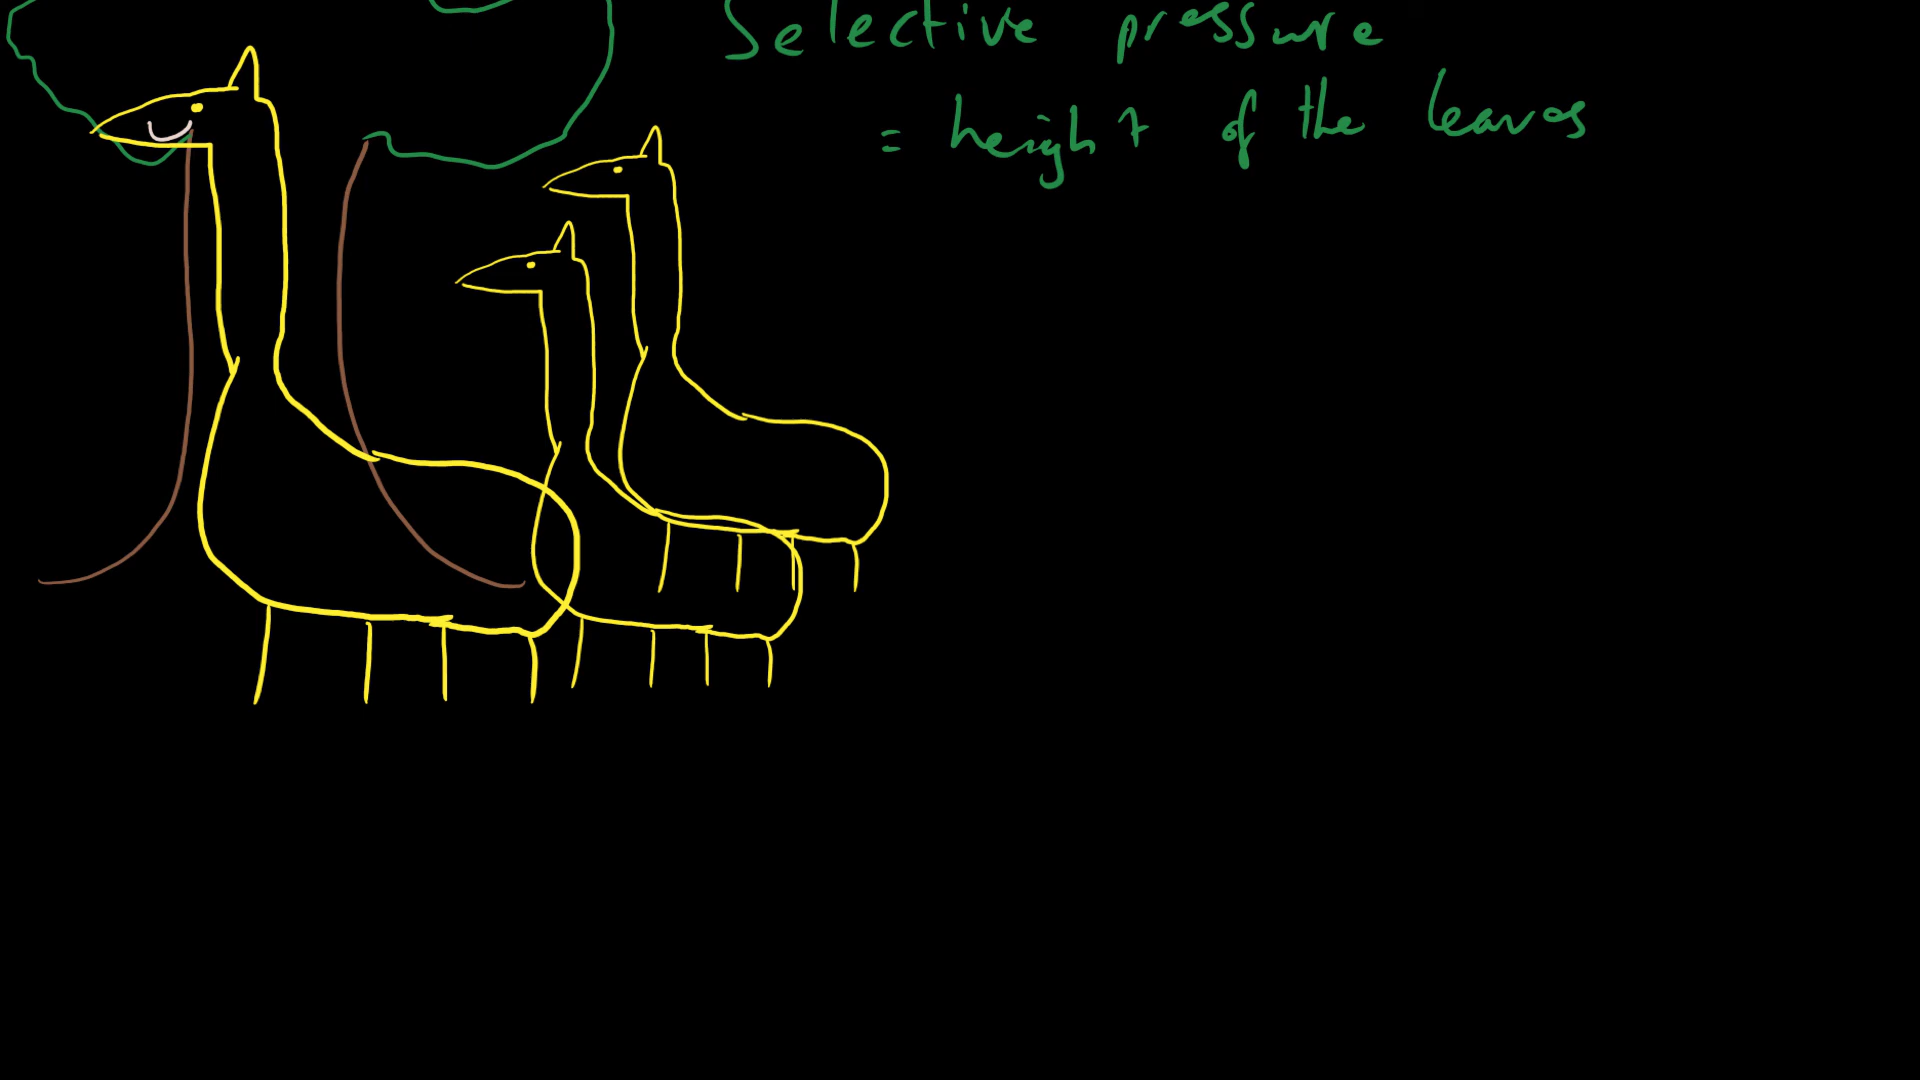 Selective pressure
= height of the leaves